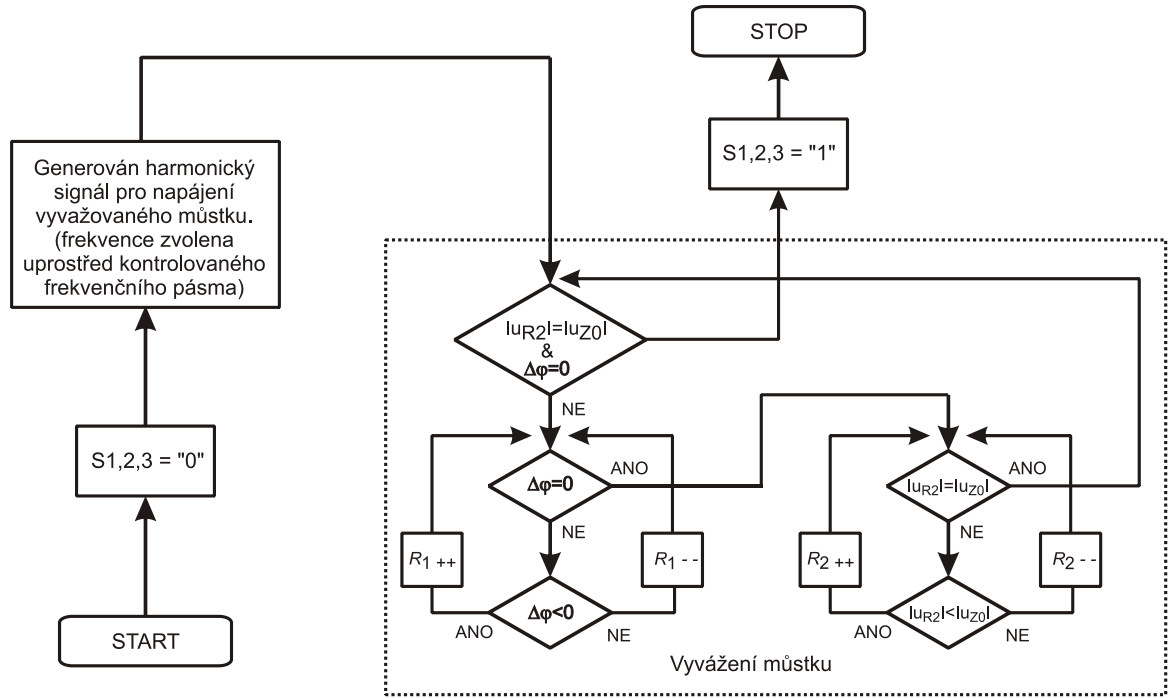 STOP
S1,2,3 = "1"
Generován harmonický
signál pro napájení
vyvažovaného můstku.
(frekvence zvolena
uprostřed kontrolovaného
frekvenčního pásma)
S1,2,3 = "0"
START
|uR2|=|uZ0|
&
Δφ=0
NE
Δφ=0
ANO
NE
R1 ++
R1 - -
Δφ<0
ANO
NE
|uR2|=|uZ0|
ANO
NE
R2 ++
R2 - -
|uR2|<|uZ0|
ANO
NE
Vyvážení můstku